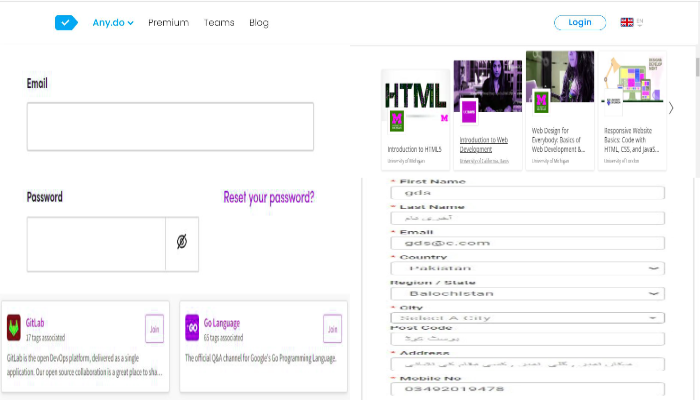 Any.do Premium Teams Blog Login EN
Email
Password Reset your password?
GitLab
17 tags associated
Join
GitLab is the open DevOps platform, delivered as a single
application. Our open source collaboration is a great place to sha...
Go Language
65 tags associated
Join
The official Q&A channel for Google's Go Programming Language.
HTML
Introduction to HTML5
University of Michigan
Introduction to Web
Development
University of California, Davis
Web Design for
Everybody: Basics of
Web Development &...
University of Michigan
Responsive Website
Basics: Code with
HTML, CSS, and JavaS...
University of London
* First Name
gds
* Last Name
آخری نام
* Email
gds@c.com
* Country
Pakistan
Region / State
Balochistan
* City
Select A City
Post Code
پوسٹ کوڈ
* Address
* Mobile No
03492019478